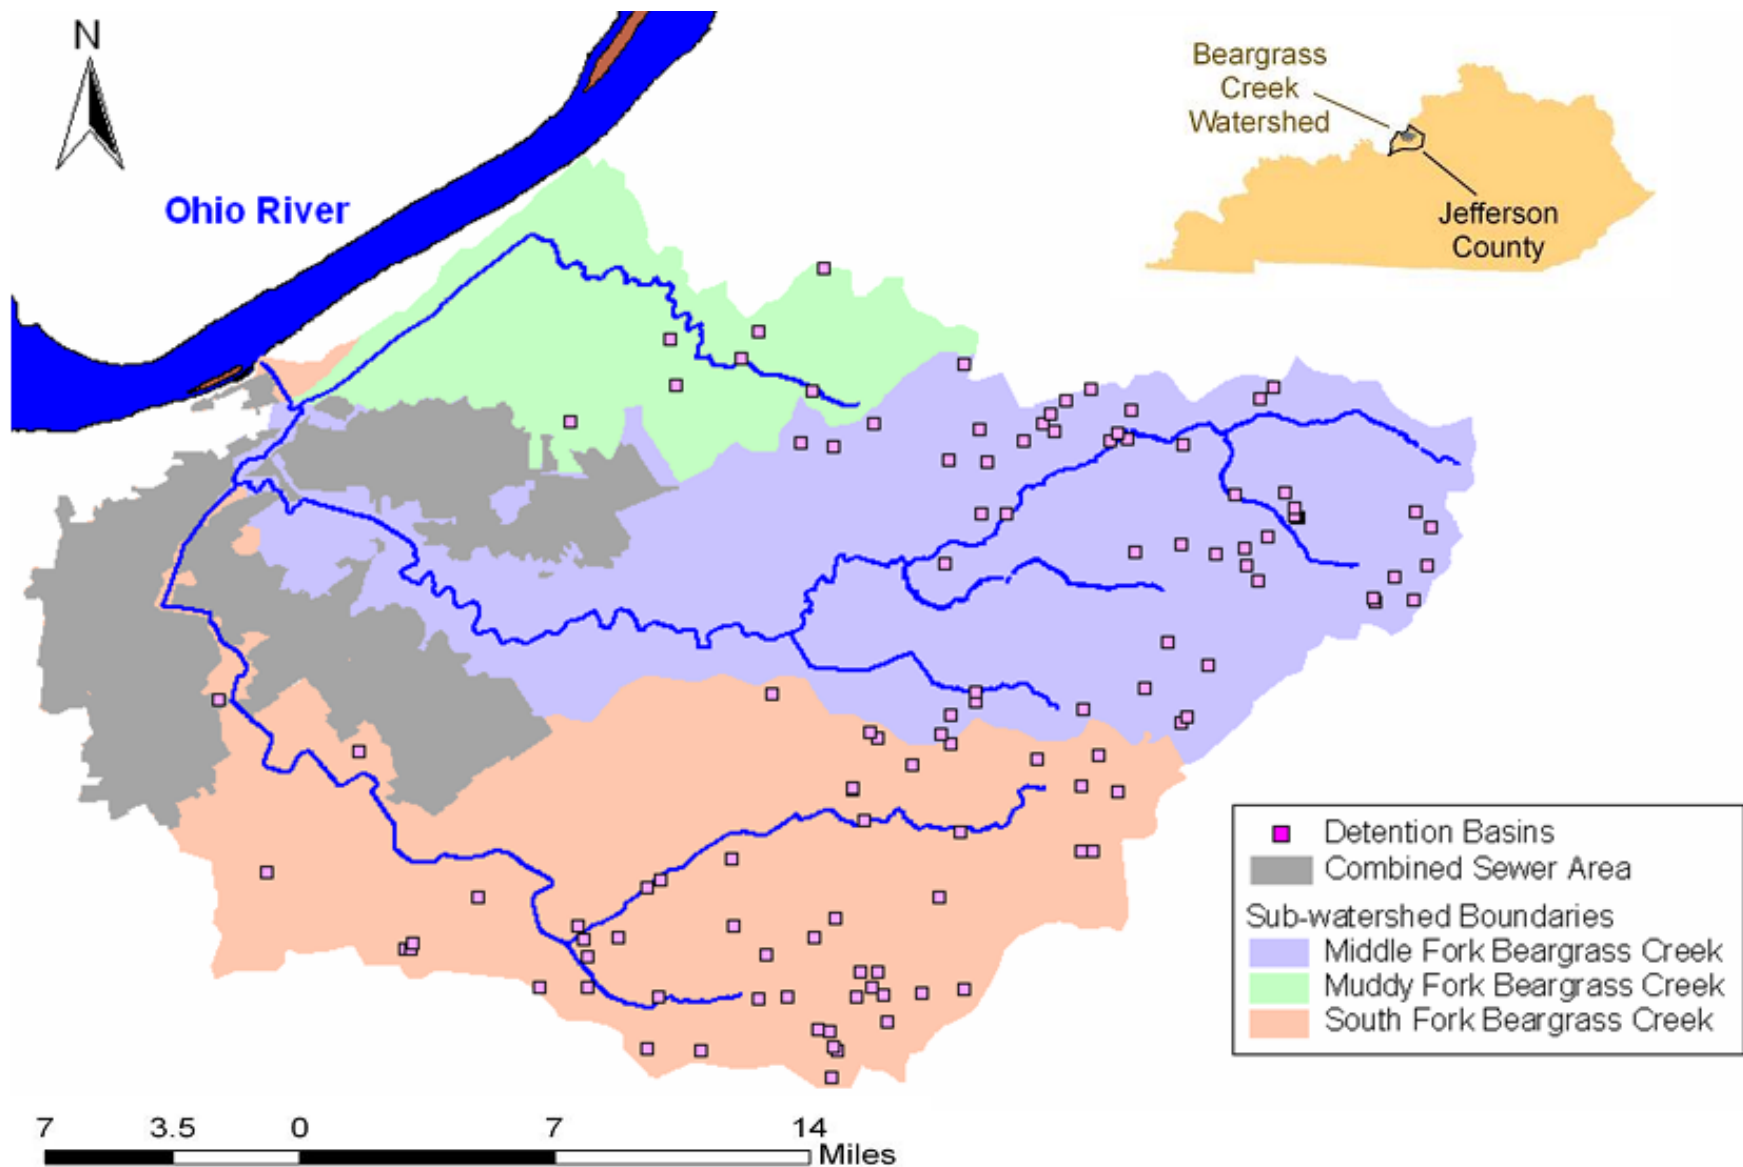 N
Beargrass
Creek
Watershed
Ohio River
Jefferson
County
Detention Basins
Combined Sewer Area
Sub-watershed Boundaries
Middle Fork Beargrass Creek
Muddy Fork Beargrass Creek
South Fork Beargrass Creek
7 3.5 0 7 14
Miles